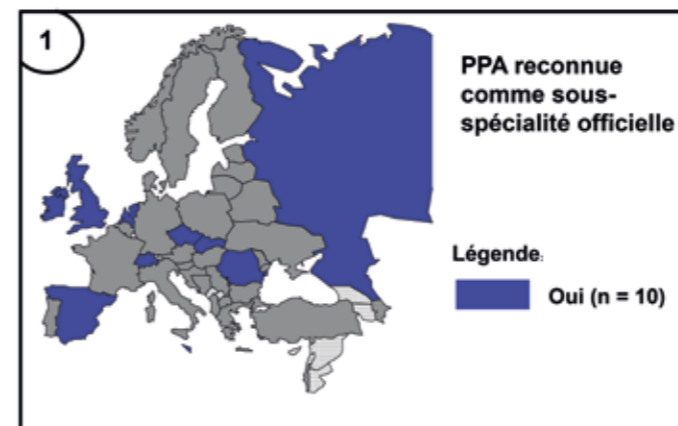 1
PPA reconnue
comme sous-
spécialité officielle
Légende:
Oui (n = 10)